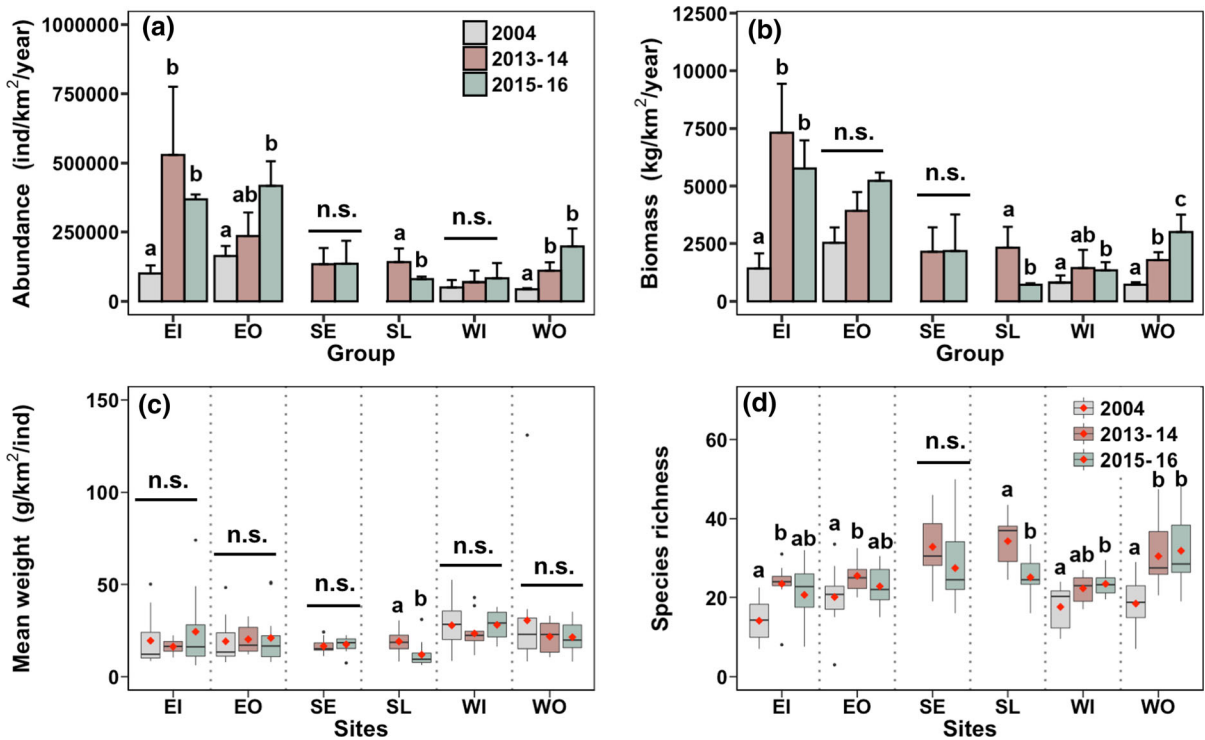 (a)
Abundance (ind/km²/year)
1000000
750000
500000
250000
0
2004
2013-14
2015-16
a b b
a ab b
n.s.
a b
n.s.
a b b
EI EO SE SL WI WO
Group
(b)
Biomass (kg/km²/year)
12500
10000
7500
5000
2500
0
a b b
n.s.
n.s.
a b
a ab b
a b c
EI EO SE SL WI WO
Group
(c)
Mean weight (g/km²/ind)
150
100
50
0
n.s.
n.s.
n.s.
a b
n.s.
n.s.
EI EO SE SL WI WO
Sites
(d)
Species richness
60
40
20
0
2004
2013-14
2015-16
a b ab
a b ab
n.s.
a b
a ab b
a b b
EI EO SE SL WI WO
Sites